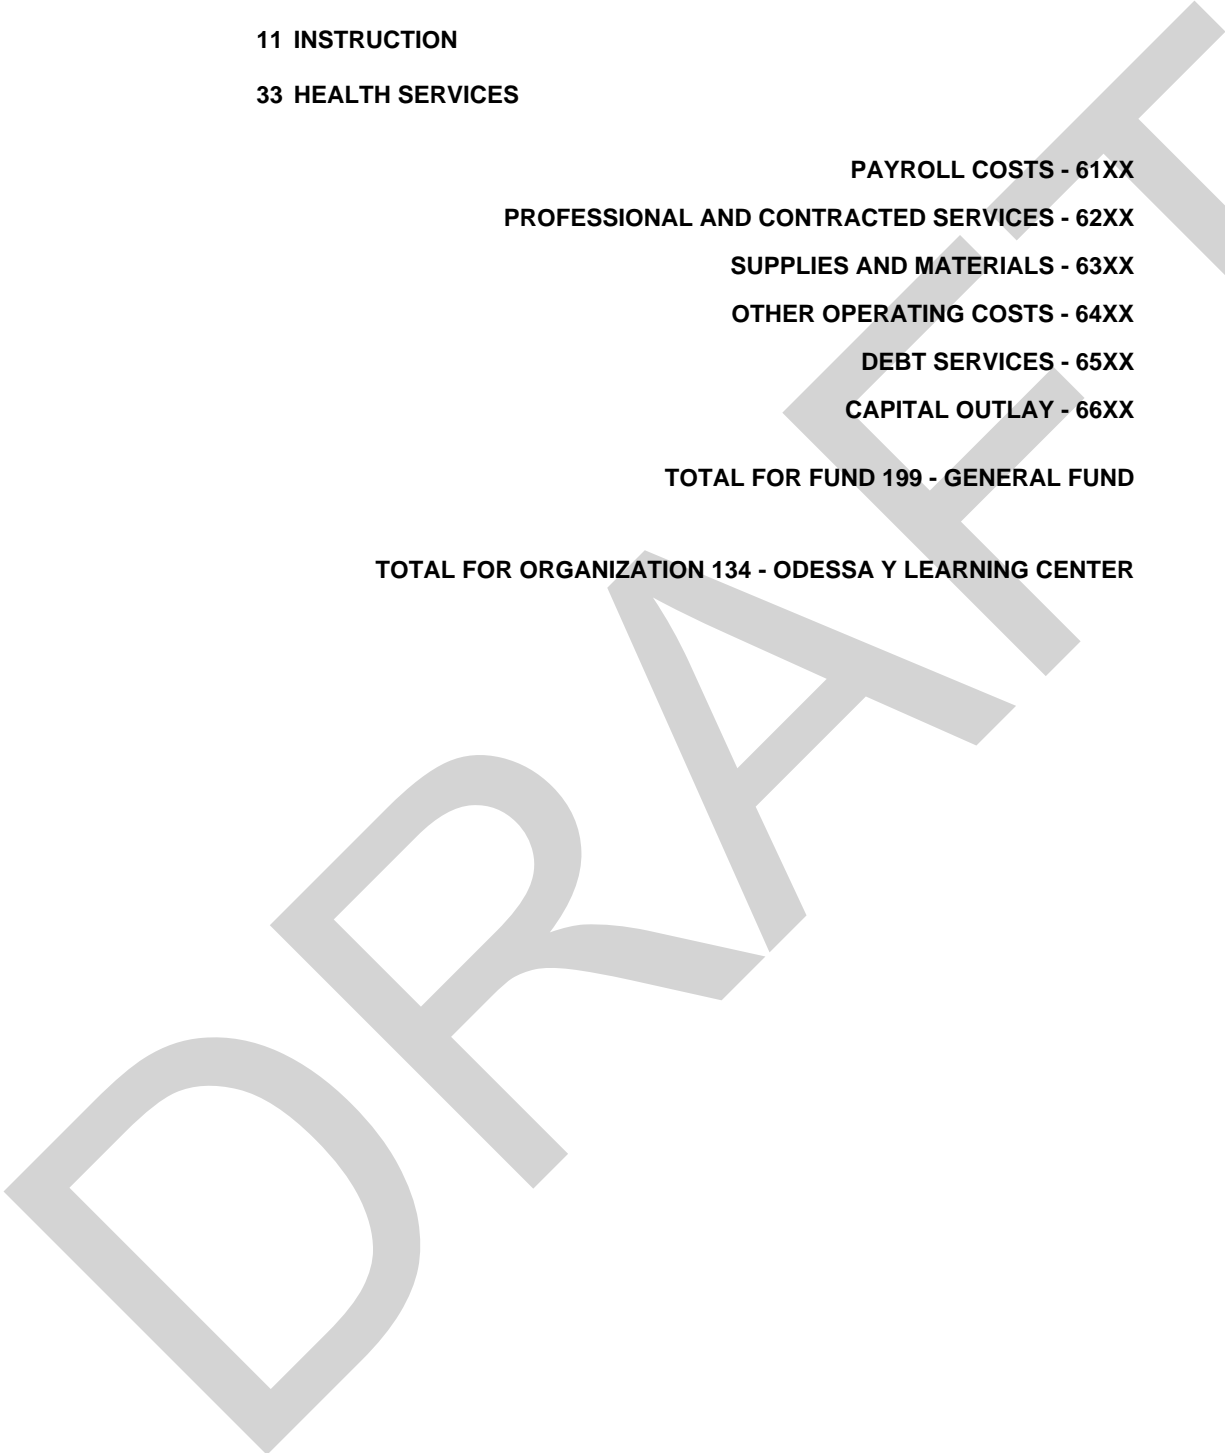 11 INSTRUCTION
33 HEALTH SERVICES
PAYROLL COSTS - 61XX
PROFESSIONAL AND CONTRACTED SERVICES - 62XX
SUPPLIES AND MATERIALS - 63XX
OTHER OPERATING COSTS - 64XX
DEBT SERVICES - 65XX
CAPITAL OUTLAY - 66XX
TOTAL FOR FUND 199 - GENERAL FUND
TOTAL FOR ORGANIZATION 134 - ODESSA Y LEARNING CENTER
DRAFT